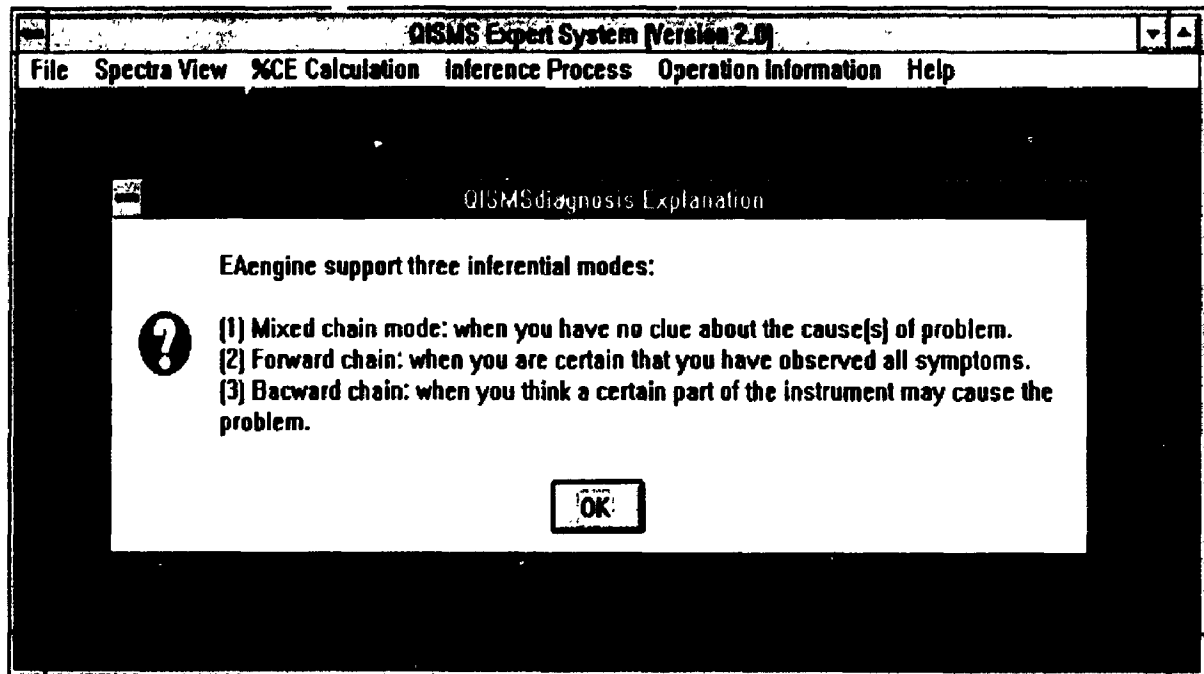 QISMS Expert System (Version 2.0)
File Spectra View %CE Calculation Inference Process Operation Information Help
QISMSdiagnosis Explanation
EAengine support three inferential modes:
(1) Mixed chain mode: when you have no clue about the cause(s) of problem.
(2) Forward chain: when you are certain that you have observed all symptoms.
(3) Bacward chain: when you think a certain part of the instrument may cause the
problem.
OK